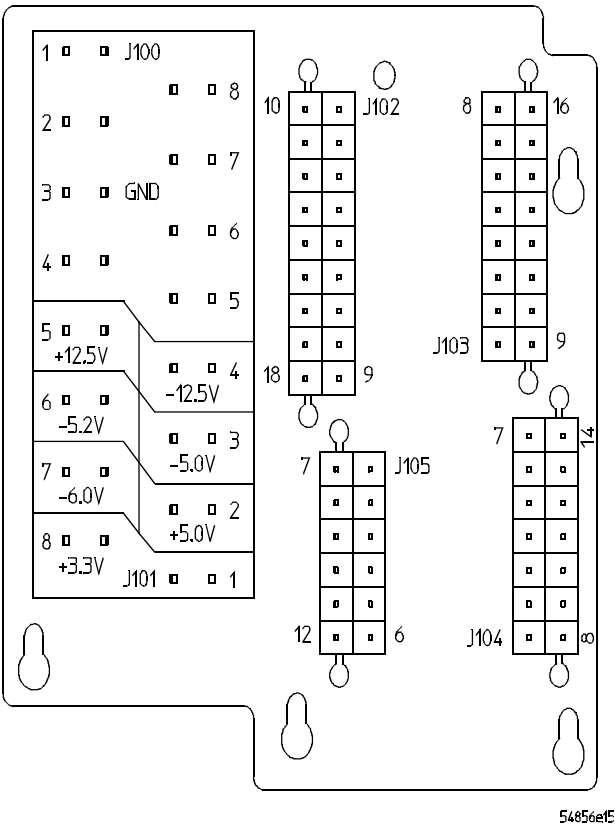 1 J100
8
2
7
3 GND
6
4
5
5
+12.5V
4
-12.5V
6
-5.2V
3
-5.0V
7
-6.0V
2
+5.0V
8
+3.3V
J101 1
10 J102
18 9
8 16
J103 9
7 J105
12 6
7 14
J104 8
54856e15